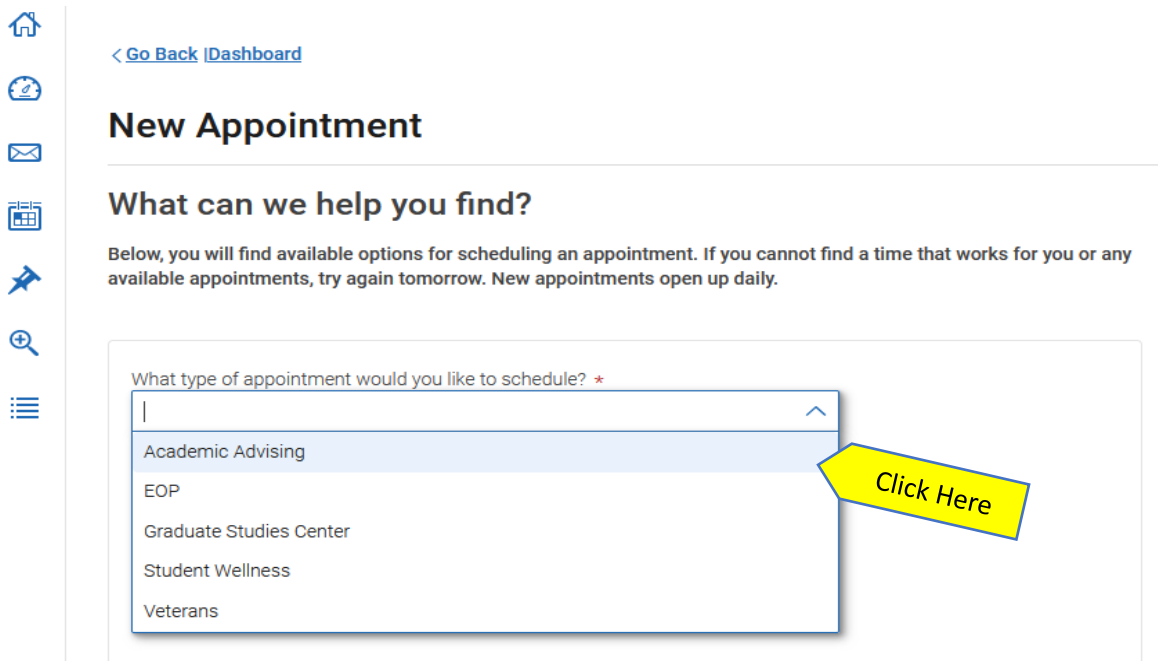 < Go Back |Dashboard
New Appointment
What can we help you find?
Below, you will find available options for scheduling an appointment. If you cannot find a time that works for you or any
available appointments, try again tomorrow. New appointments open up daily.
What type of appointment would you like to schedule? *
Academic Advising
Click Here
EOP
Graduate Studies Center
Student Wellness
Veterans